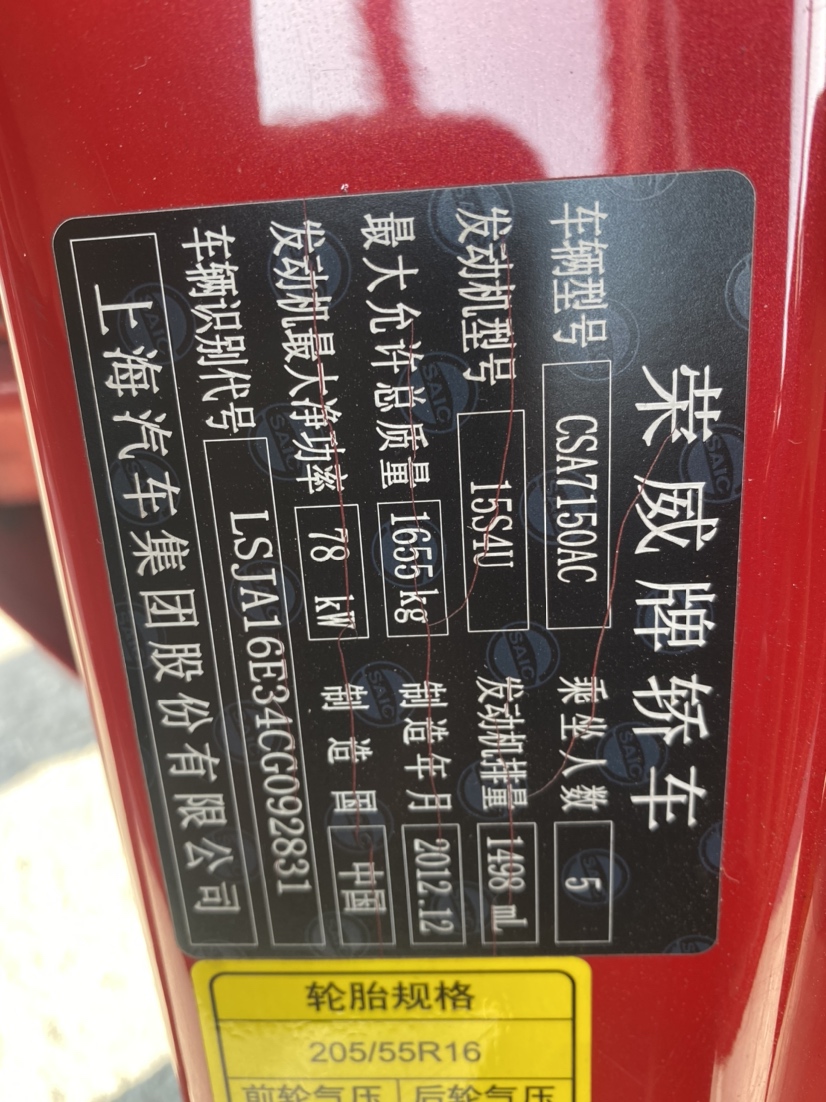 荣威牌轿车
车辆型号 CSA7150AC 乘坐人数 5
发动机型号 15S4U 发动机排量 1498 mL
最大允许总质量 1655 kg 制造年月 2012.12
发动机最大净功率 78 kW 制造国 中国
车辆识别代号 LSJA16E34CG092831
上海汽车集团股份有限公司
SAIC
轮胎规格
205/55R16
前轮气压 后轮气压